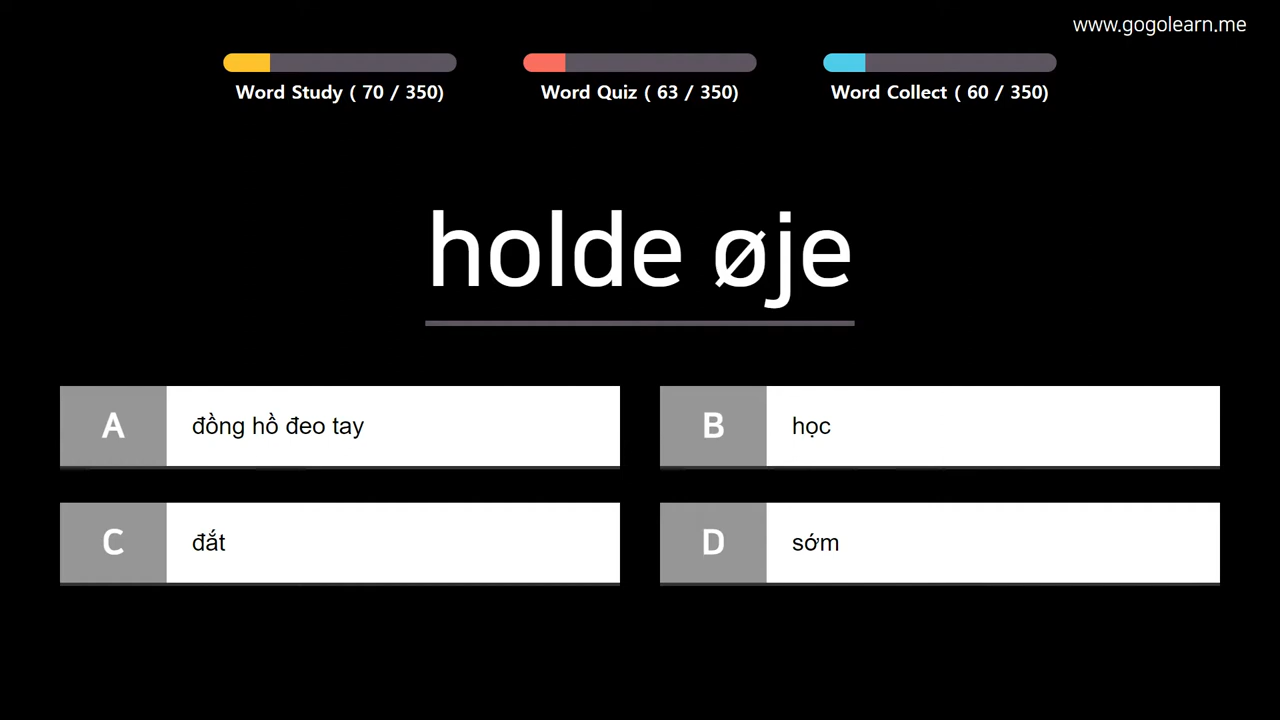 www.gogolearn.me
Word Study ( 70 / 350)
Word Quiz ( 63 / 350)
Word Collect ( 60 / 350)
holde øje
A đồng hồ đeo tay
B học
C đắt
D sớm